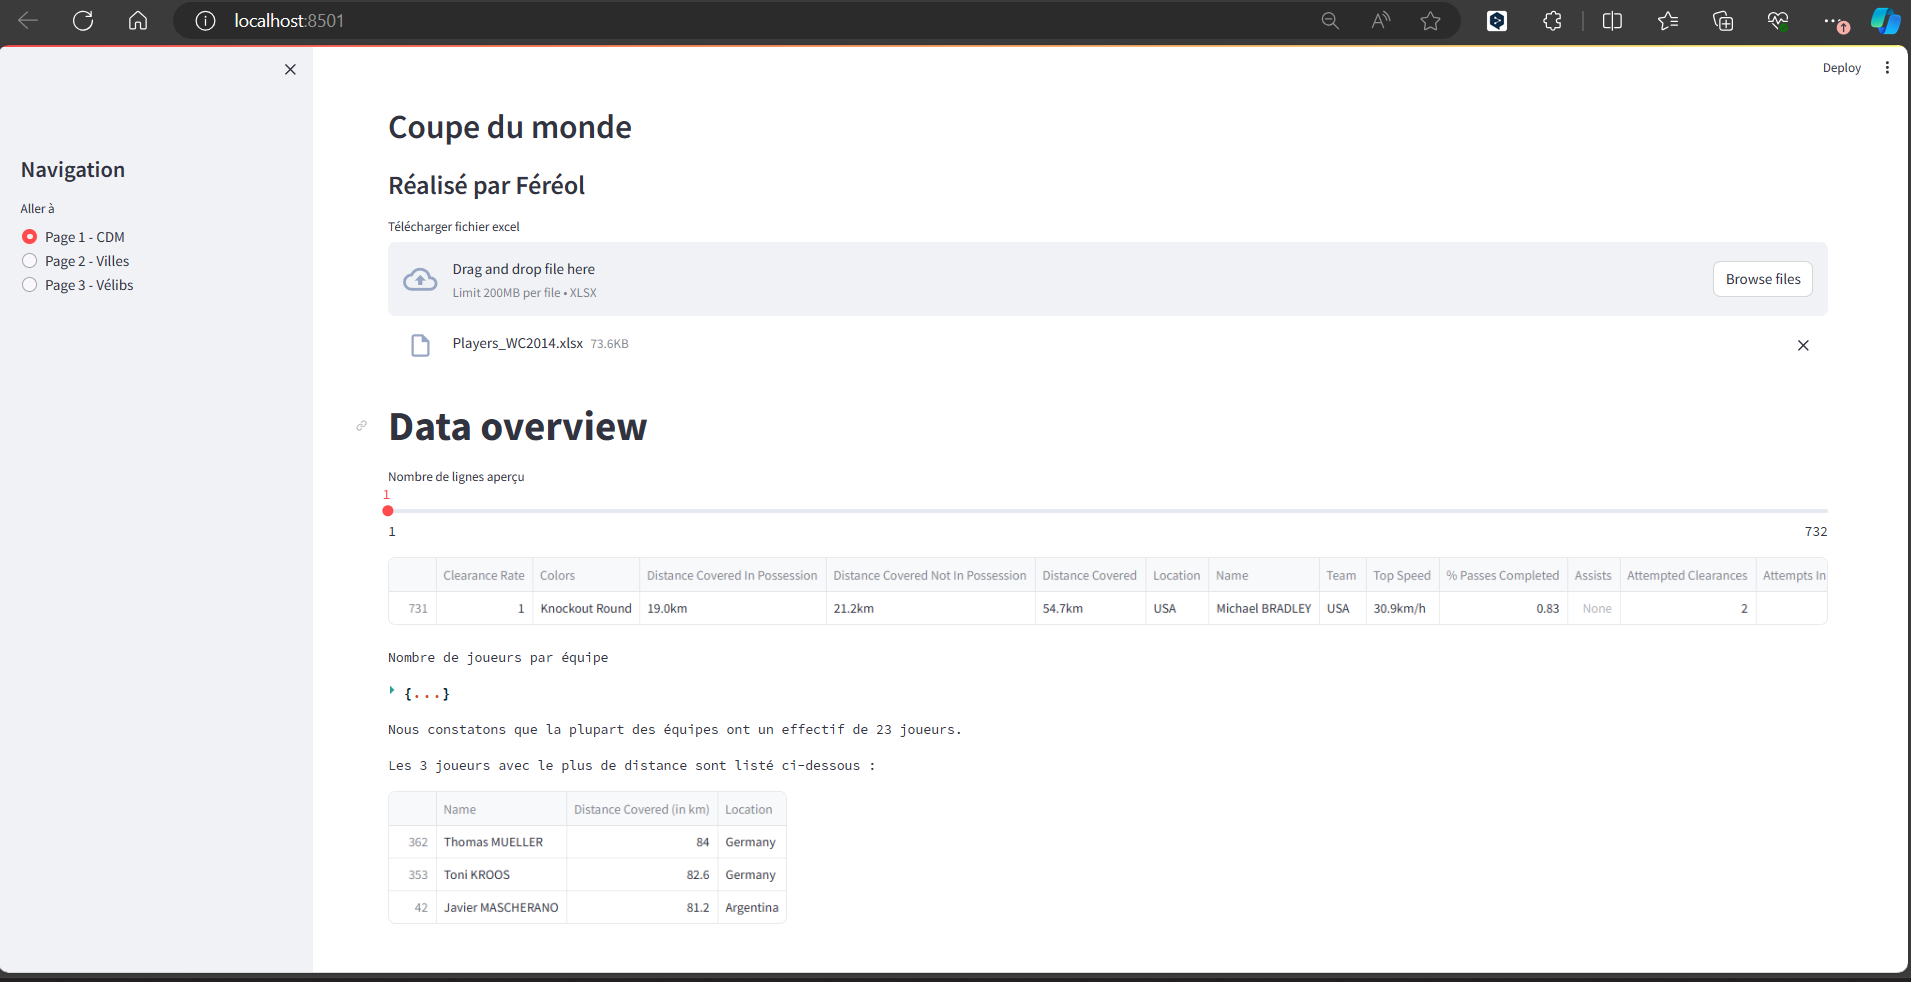 localhost:8501
Deploy
Navigation
Aller à
Page 1 - CDM
Page 2 - Villes
Page 3 - Vélibs
Coupe du monde
Réalisé par Féréol
Télécharger fichier excel
Drag and drop file here
Limit 200MB per file • XLSX
Browse files
Players_WC2014.xlsx 73.6KB
Data overview
Nombre de lignes aperçu
1
1 732
Clearance Rate Colors Distance Covered In Possession Distance Covered Not In Possession Distance Covered Location Name Team Top Speed % Passes Completed Assists Attempted Clearances Attempts In
731 1 Knockout Round 19.0km 21.2km 54.7km USA Michael BRADLEY USA 30.9km/h 0.83 None 2
Nombre de joueurs par équipe
{...}
Nous constatons que la plupart des équipes ont un effectif de 23 joueurs.
Les 3 joueurs avec le plus de distance sont listé ci-dessous :
Name Distance Covered (in km) Location
362 Thomas MUELLER 84 Germany
353 Toni KROOS 82.6 Germany
42 Javier MASCHERANO 81.2 Argentina